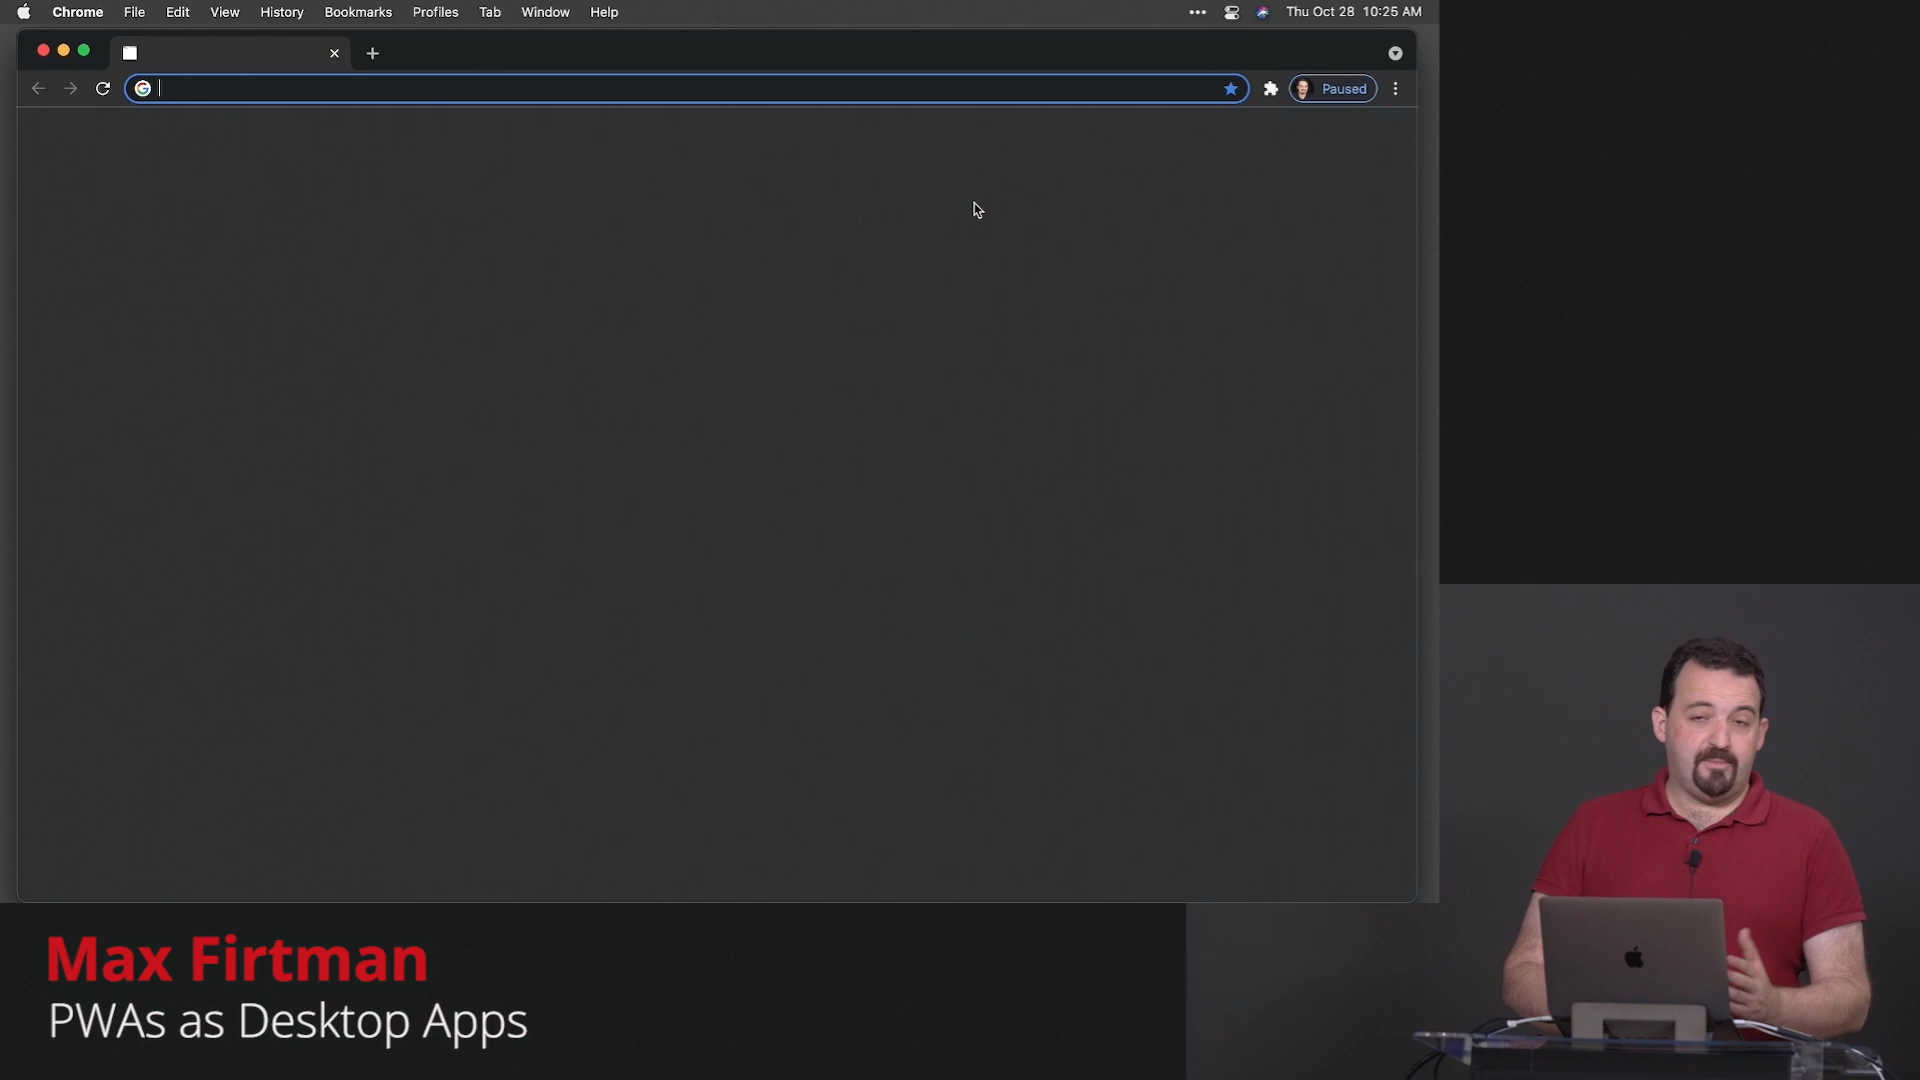 Chrome File Edit View History Bookmarks Profiles Tab Window Help Thu Oct 28 10:25 AM
Paused
Max Firtman
PWAs as Desktop Apps